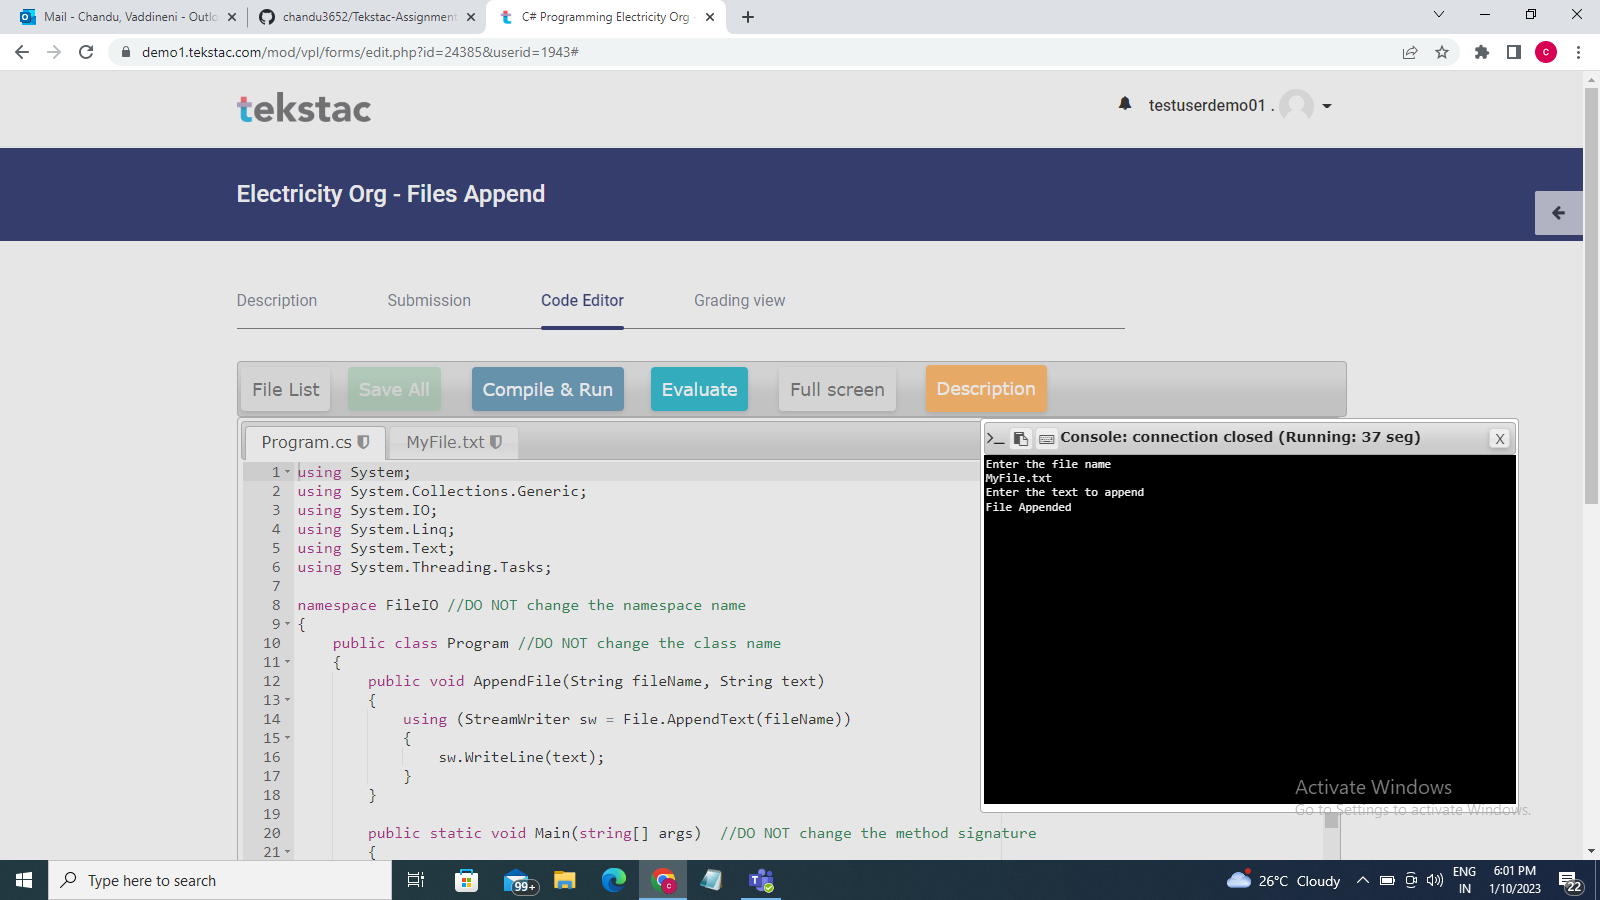 Mail - Chandu, Vaddineni - Outlo
chandu3652/Tekstac-Assignment
C# Programming Electricity Org
demo1.tekstac.com/mod/vpl/forms/edit.php?id=24385&userid=1943#
c
tekstac
testuserdemo01 .
Electricity Org - Files Append
Description
Submission
Code Editor
Grading view
File List
Save All
Compile & Run
Evaluate
Full screen
Description
Program.cs
MyFile.txt
Console: connection closed (Running: 37 seg)
X
Enter the file name
MyFile.txt
Enter the text to append
File Appended
1 using System;
2 using System.Collections.Generic;
3 using System.IO;
4 using System.Linq;
5 using System.Text;
6 using System.Threading.Tasks;
7
8 namespace FileIO //DO NOT change the namespace name
9 {
10 public class Program //DO NOT change the class name
11 {
12 public void AppendFile(String fileName, String text)
13 {
14 using (StreamWriter sw = File.AppendText(fileName))
15 {
16 sw.WriteLine(text);
17 }
18 }
19
20 public static void Main(string[] args) //DO NOT change the method signature
21 {
Activate Windows
Go to Settings to activate Windows.
Type here to search
99+
26°C Cloudy
ENG
IN
6:01 PM
1/10/2023
22